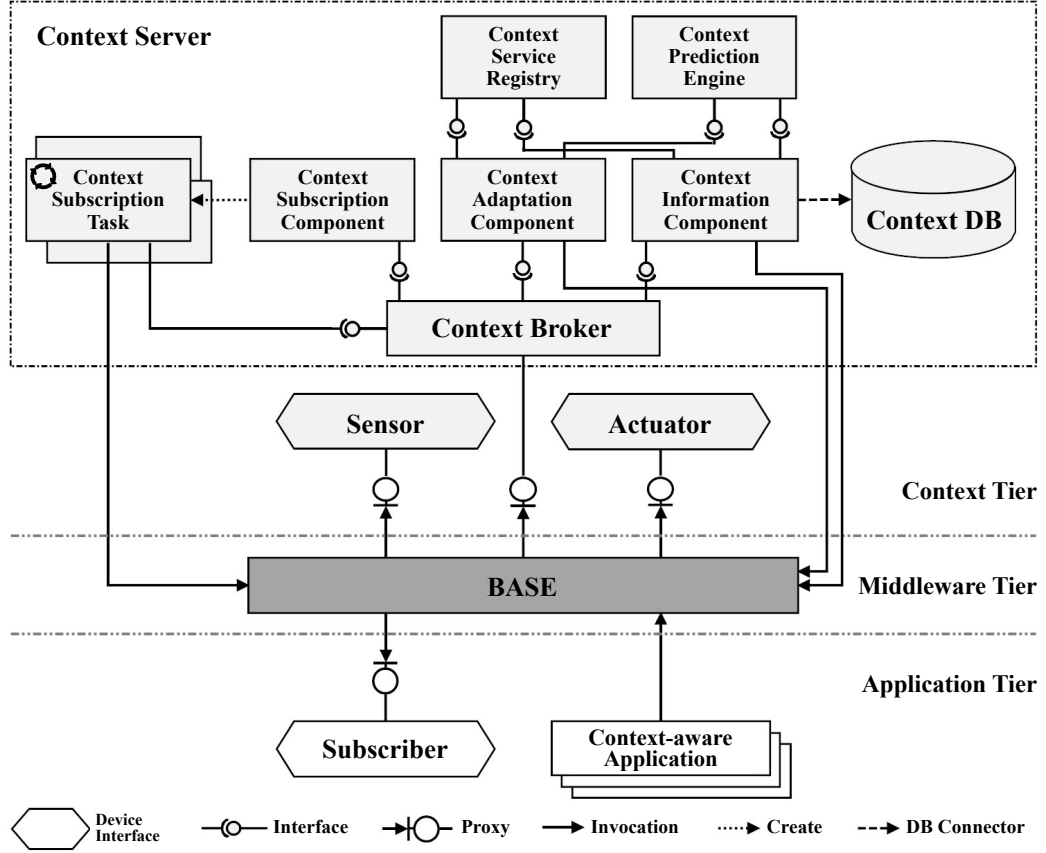 Context Server
Context
Service
Registry
Context
Prediction
Engine
Context
Subscription
Task
Context
Subscription
Component
Context
Adaptation
Component
Context
Information
Component
Context DB
Context Broker
Sensor
Actuator
Context Tier
BASE
Middleware Tier
Application Tier
Subscriber
Context-aware
Application
Device
Interface
Interface
Proxy
Invocation
Create
DB Connector